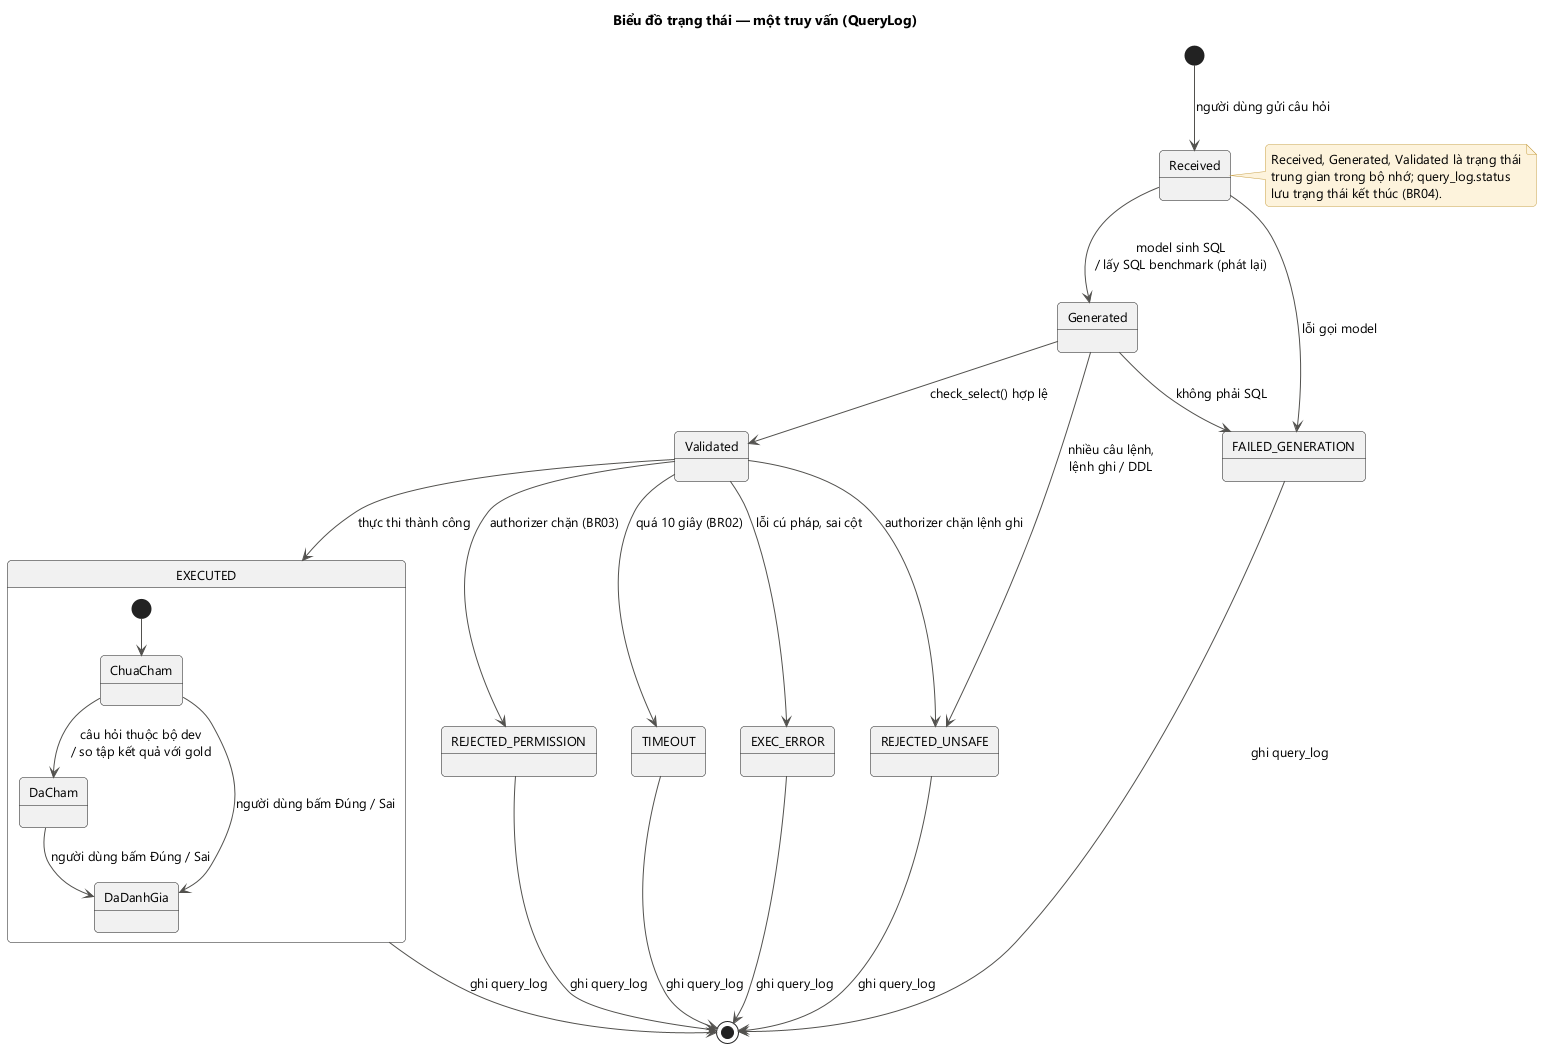 Biểu đồ trạng thái — một truy vấn (QueryLog)
người dùng gửi câu hỏi
Received
Received, Generated, Validated là trạng thái
trung gian trong bộ nhớ; query_log.status
lưu trạng thái kết thúc (BR04).
model sinh SQL
/ lấy SQL benchmark (phát lại)
Generated
lỗi gọi model
check_select() hợp lệ
không phải SQL
Validated
nhiều câu lệnh,
lệnh ghi / DDL
FAILED_GENERATION
thực thi thành công
authorizer chặn (BR03)
quá 10 giây (BR02)
lỗi cú pháp, sai cột
authorizer chặn lệnh ghi
EXECUTED
ChuaCham
câu hỏi thuộc bộ dev
/ so tập kết quả với gold
DaCham
người dùng bấm Đúng / Sai
người dùng bấm Đúng / Sai
DaDanhGia
REJECTED_PERMISSION
TIMEOUT
EXEC_ERROR
REJECTED_UNSAFE
ghi query_log
ghi query_log
ghi query_log
ghi query_log
ghi query_log
ghi query_log